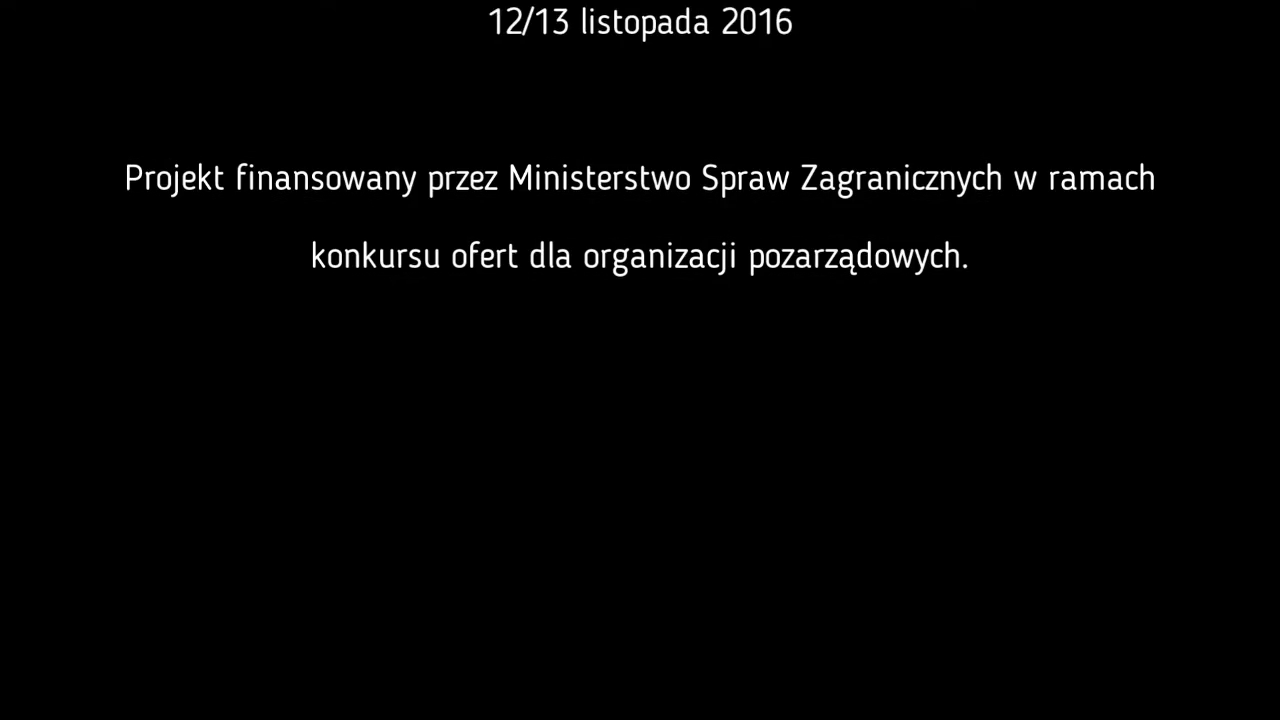 12/13 listopada 2016
Projekt finansowany przez Ministerstwo Spraw Zagranicznych w ramach
konkursu ofert dla organizacji pozarządowych.